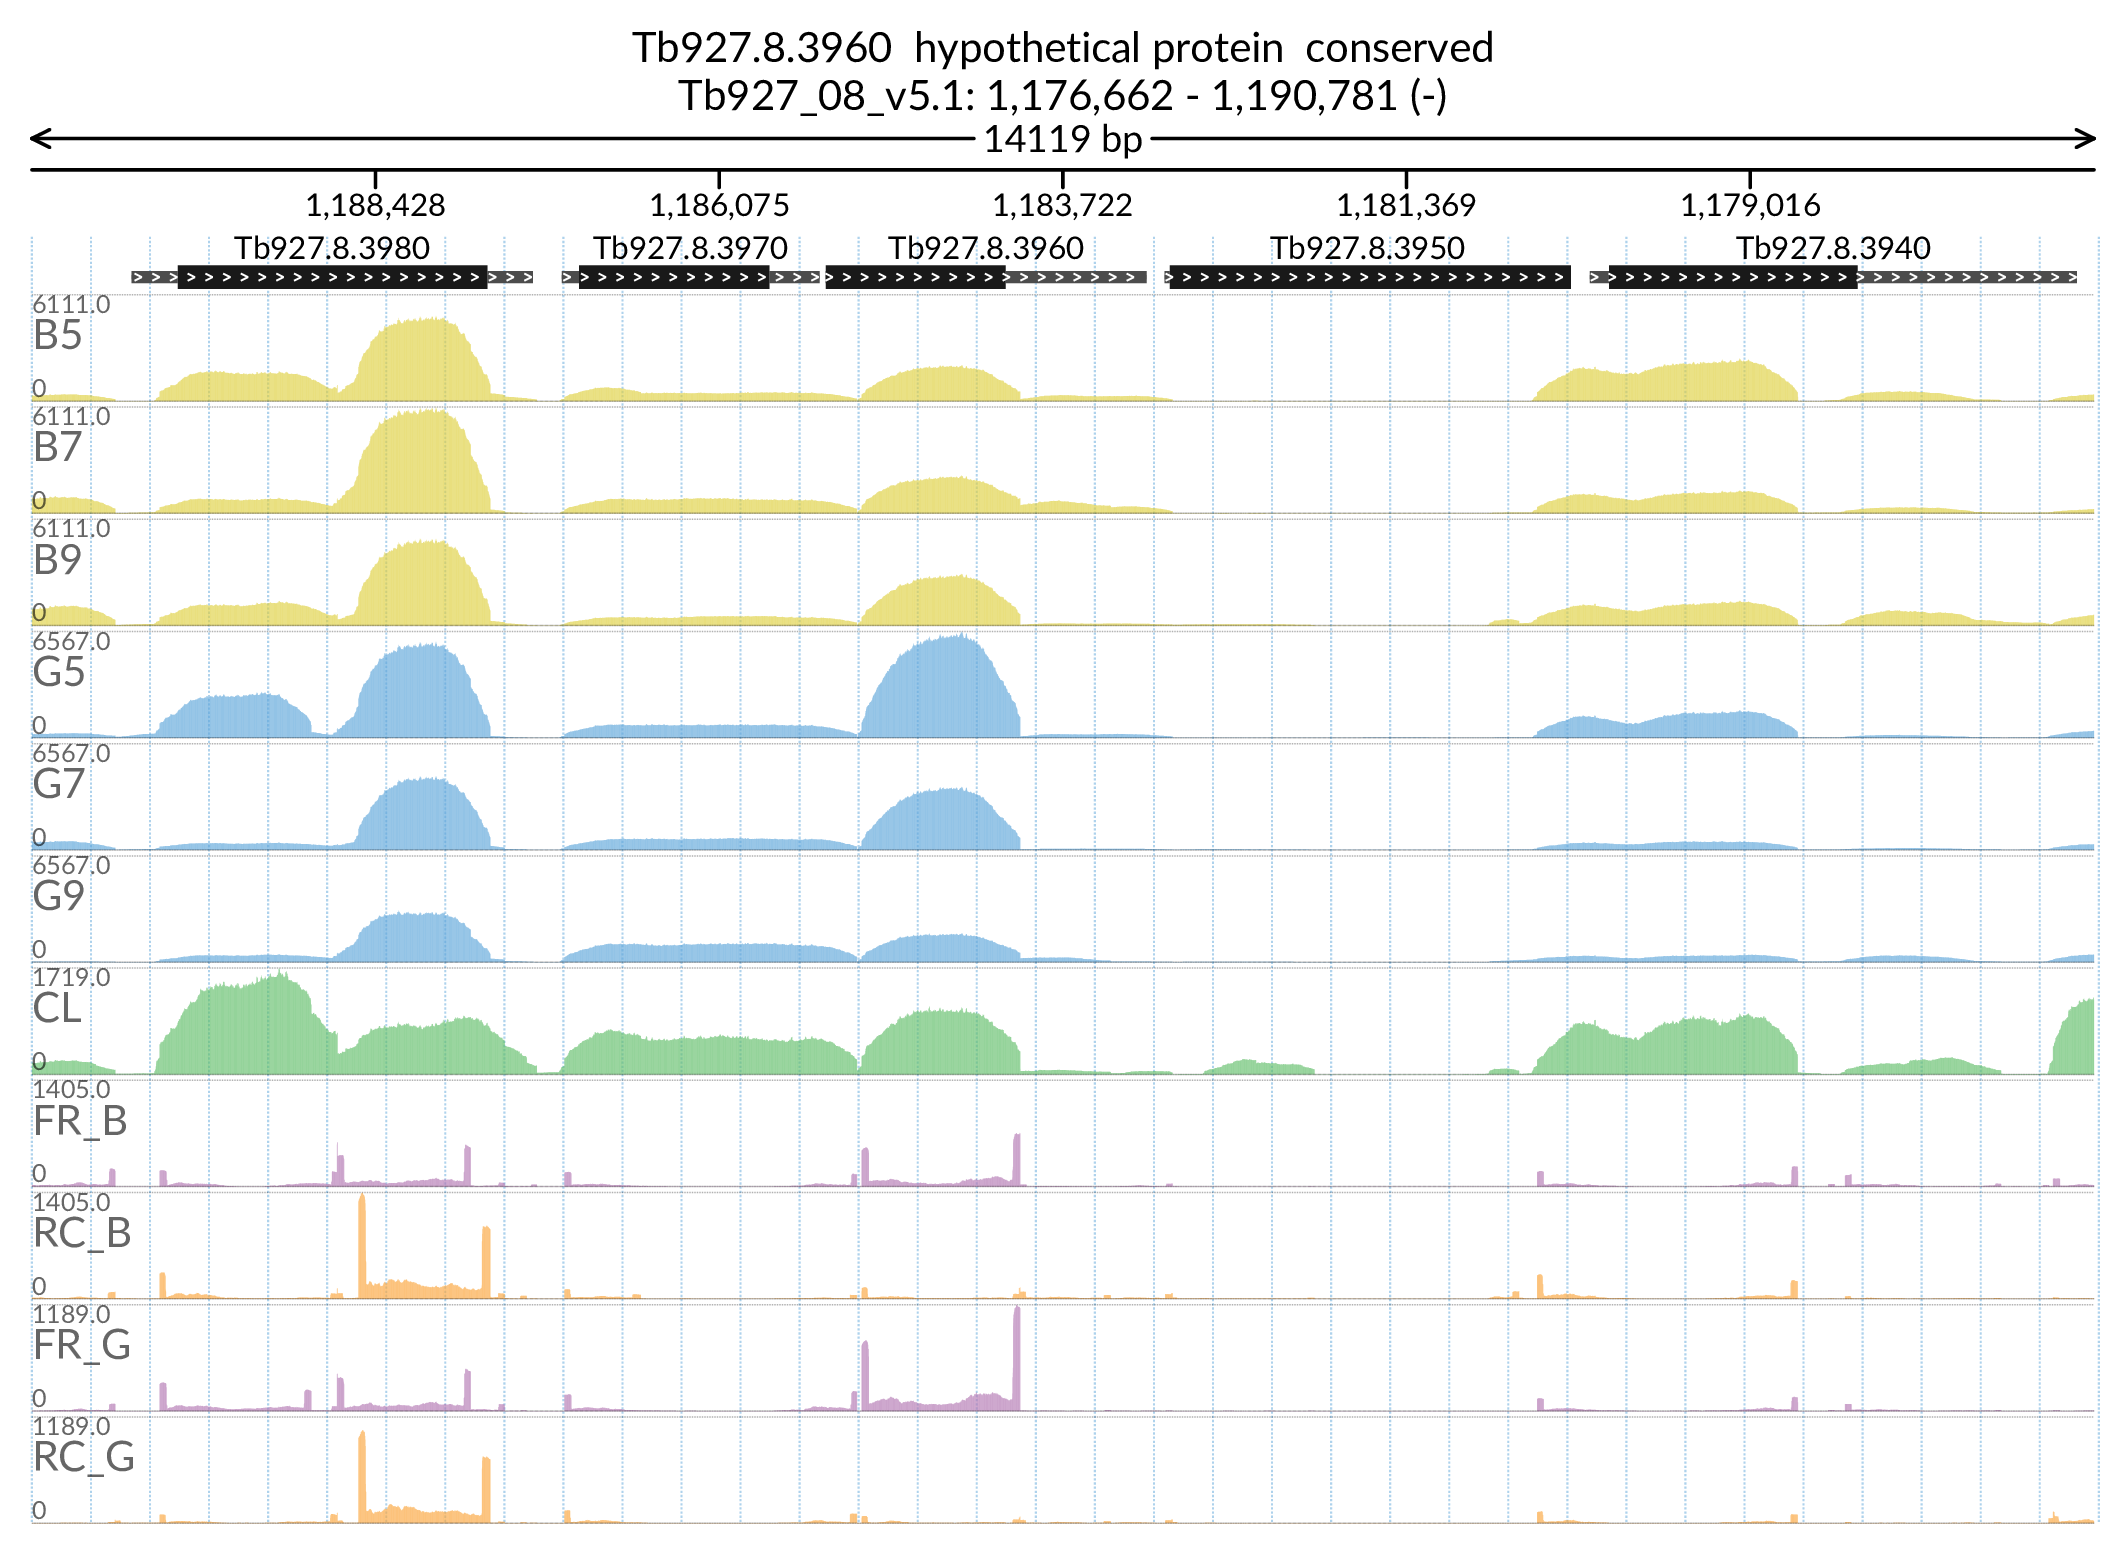 Tb927.8.3960  hypothetical protein  conserved
Tb927_08_v5.1: 1,176,662 - 1,190,781 (-)
14119 bp
1,188,428 1,186,075 1,183,722 1,181,369 1,179,016
Tb927.8.3980 Tb927.8.3970 Tb927.8.3960 Tb927.8.3950 Tb927.8.3940
6111.0
B5
0
6111.0
B7
0
6111.0
B9
0
6567.0
G5
0
6567.0
G7
0
6567.0
G9
0
1719.0
CL
0
1405.0
FR_B
0
1405.0
RC_B
0
1189.0
FR_G
0
1189.0
RC_G
0